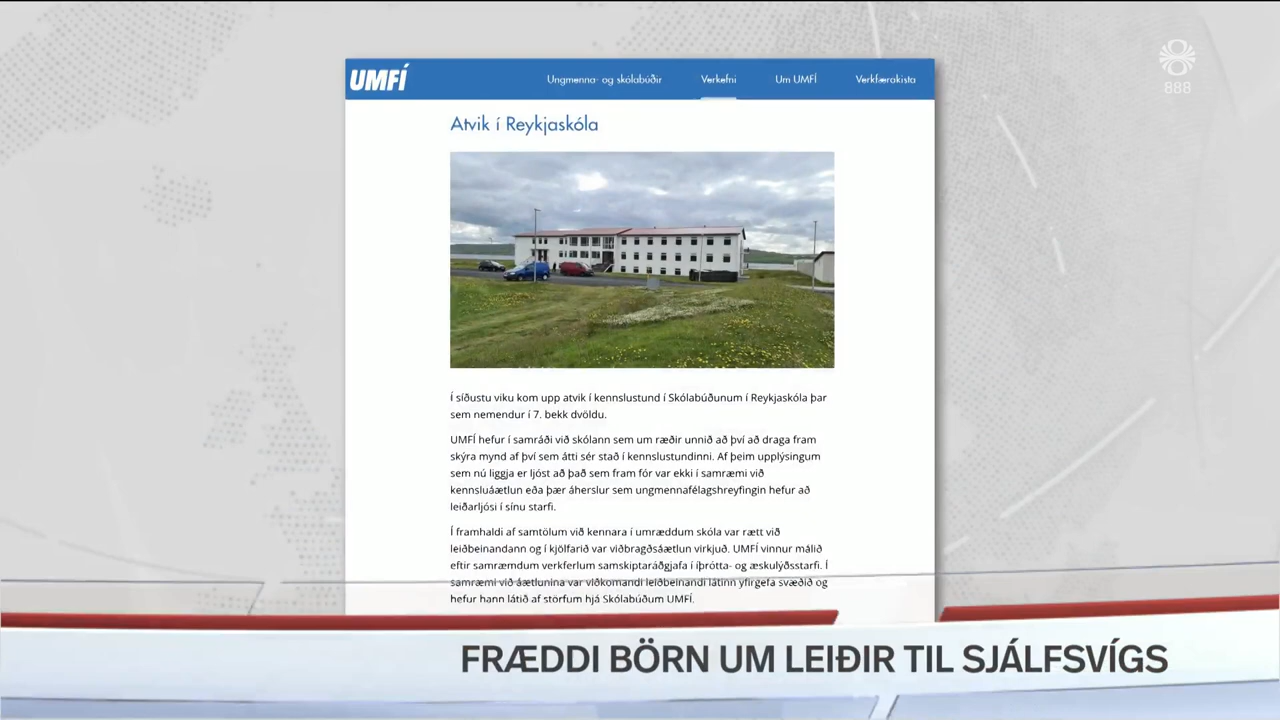 888
UMFÍ
Ungmenna- og skólabúðir Verkefni Um UMFÍ Verkfærakista
Atvik í Reykjaskóla
Í síðustu viku kom upp atvik í kennslustund í Skólabúðunum í Reykjaskóla þar
sem nemendur í 7. bekk dvöldu.
UMFÍ hefur í samráði við skólann sem um ræðir unnið að því að draga fram
skýra mynd af því sem átti sér stað í kennslustundinni. Af þeim upplýsingum
sem nú liggja er ljóst að það sem fram fór var ekki í samræmi við
kennsluáætlun eða þær áherslur sem ungmennafélagshreyfingin hefur að
leiðarljósi í sínu starfi.
Í framhaldi af samtölum við kennara í umræddum skóla var rætt við
leiðbeinandann og í kjölfarið var viðbragðsáætlun virkjuð. UMFÍ vinnur málið
eftir samræmdum verkferlum samskiptaráðgjafa í íþrótta- og æskulýðsstarfi. Í
samræmi við áætlunina var viðkomandi leiðbeinandi látinn yfirgefa svæðið og
hefur hann látið af störfum hjá Skólabúðum UMFÍ.
FRÆDDI BÖRN UM LEIÐIR TIL SJÁLFSVÍGS